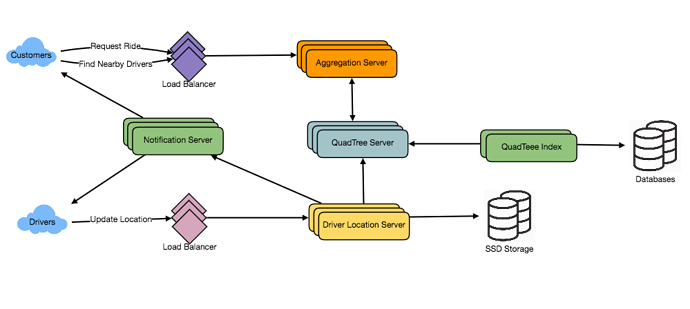 Request Ride
Customers
Find Nearby Drivers
Load Balancer
Aggregation Server
Notification Server
QuadTree Server
QuadTeee Index
Databases
Drivers
Update Location
Load Balancer
Driver Location Server
SSD Storage